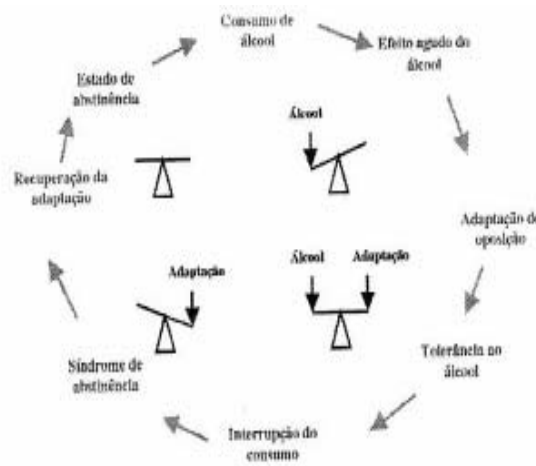 Consumo de
álcool
Efeito agudo do
álcool
Adaptação de
oposição
Tolerância ao
álcool
Interrupção do
consumo
Síndrome de
abstinência
Recuperação da
adaptação
Estado de
abstinência
Álcool
Álcool
Adaptação
Adaptação